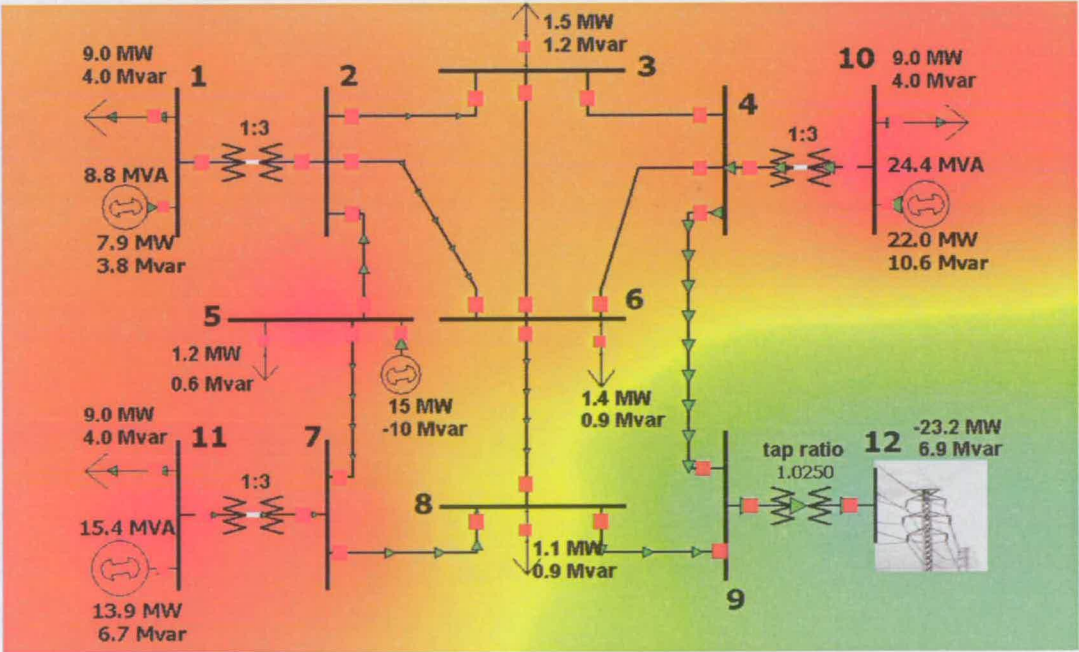 1.5 MW
1.2 Mvar
3
9.0 MW
4.0 Mvar
1
2
10
9.0 MW
4.0 Mvar
4
1:3
1:3
8.8 MVA
24.4 MVA
7.9 MW
3.8 Mvar
22.0 MW
10.6 Mvar
5
6
1.2 MW
0.6 Mvar
15 MW
-10 Mvar
1.4 MW
0.9 Mvar
9.0 MW
4.0 Mvar
11
7
1:3
tap ratio
1.0250
12
-23.2 MW
6.9 Mvar
8
15.4 MVA
1.1 MW
0.9 Mvar
13.9 MW
6.7 Mvar
9